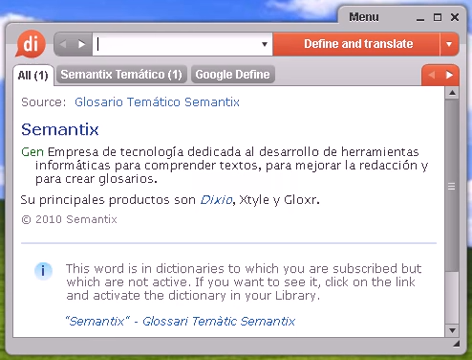 Menu
di
Define and translate
All (1)
Semantix Temático (1)
Google Define
Source: Glosario Temático Semantix
Semantix
Gen Empresa de tecnología dedicada al desarrollo de herramientas
informáticas para comprender textos, para mejorar la redacción y
para crear glosarios.
Su principales productos son Dixio, Xtyle y Gloxr.
© 2010 Semantix
i
This word is in dictionaries to which you are subscribed but
which are not active. If you want to see it, click on the link
and activate the dictionary in your Library.
"Semantix" - Glossari Temàtic Semantix